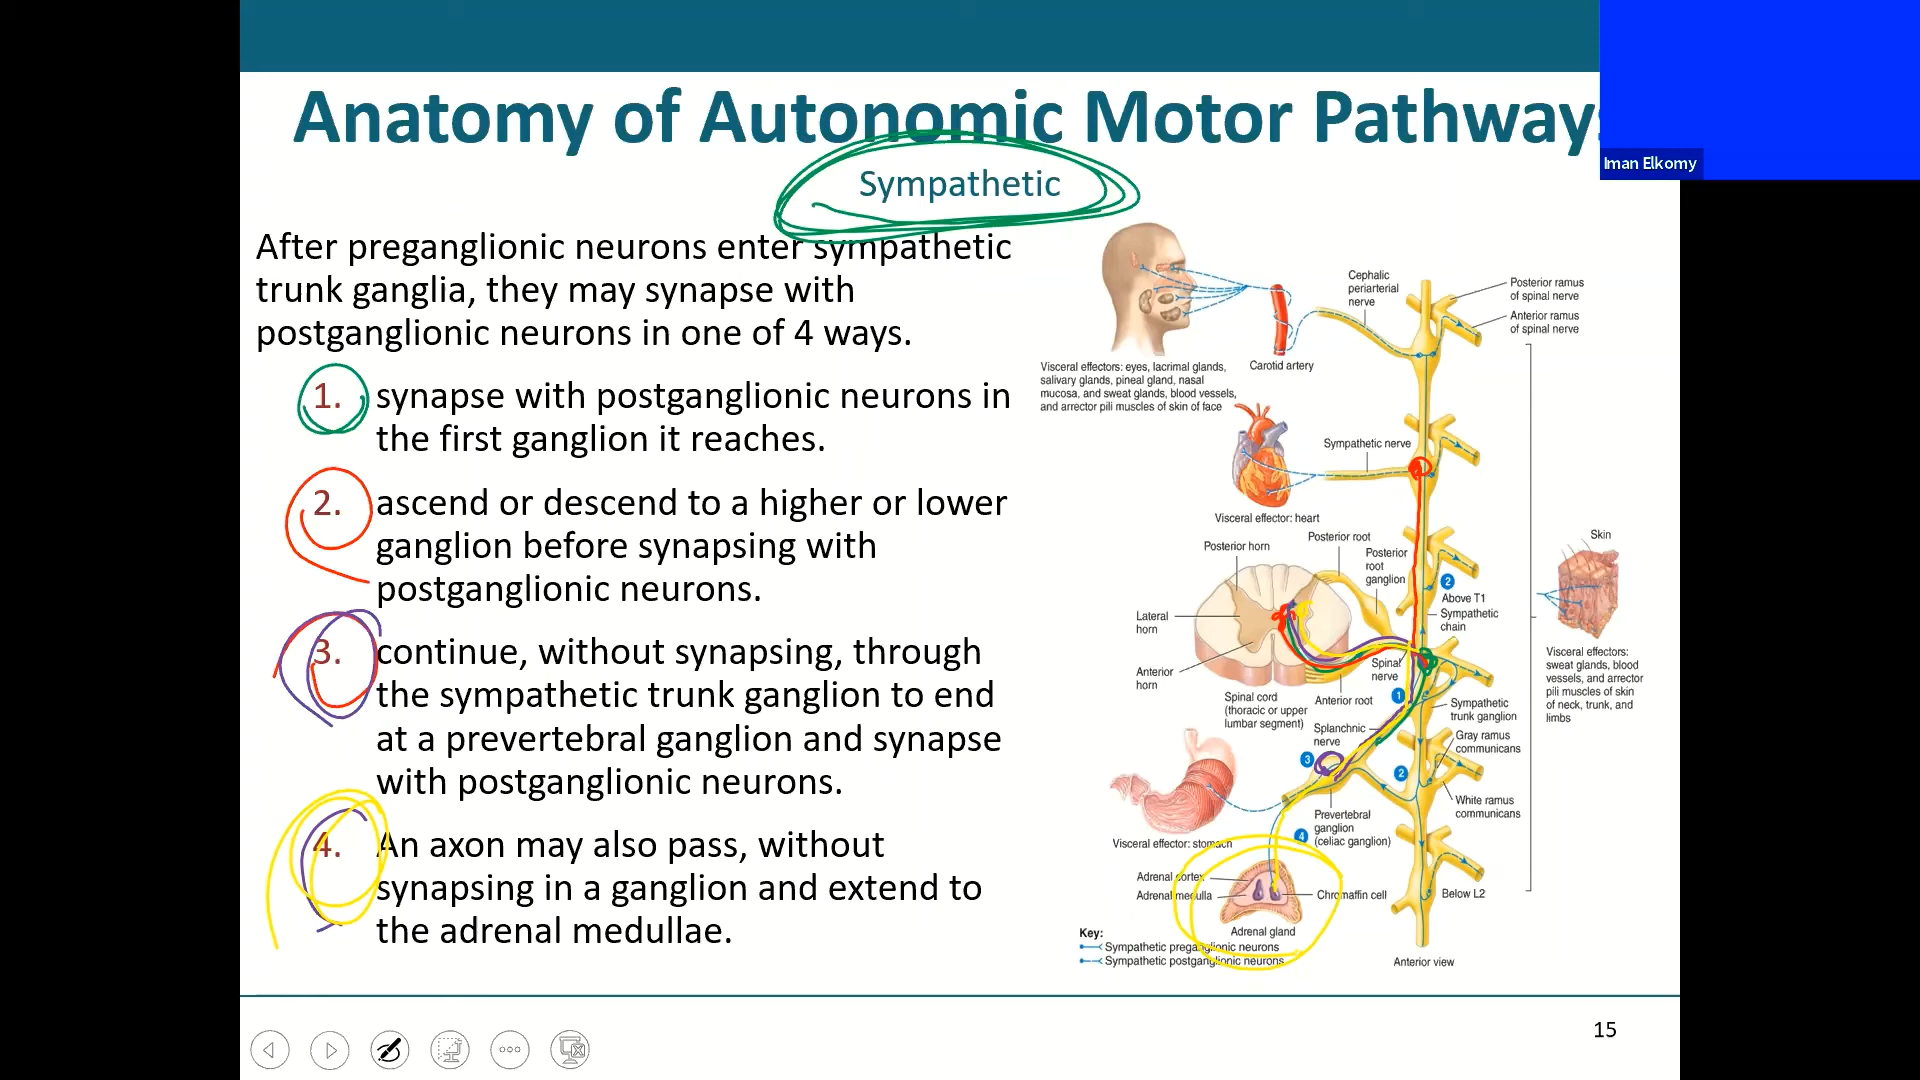 Anatomy of Autonomic Motor Pathways
Iman Elkomy
Sympathetic
After preganglionic neurons enter sympathetic
trunk ganglia, they may synapse with
postganglionic neurons in one of 4 ways.
1. synapse with postganglionic neurons in
the first ganglion it reaches.
2. ascend or descend to a higher or lower
ganglion before synapsing with
postganglionic neurons.
3. continue, without synapsing, through
the sympathetic trunk ganglion to end
at a prevertebral ganglion and synapse
with postganglionic neurons.
4. An axon may also pass, without
synapsing in a ganglion and extend to
the adrenal medullae.
Cephalic
periarterial
nerve
Posterior ramus
of spinal nerve
Anterior ramus
of spinal nerve
Carotid artery
Visceral effectors: eyes, lacrimal glands,
salivary glands, pineal gland, nasal
mucosa, and sweat glands, blood vessels,
and arrector pili muscles of skin of face
Sympathetic nerve
Visceral effector: heart
Posterior horn
Posterior root
Posterior
root
ganglion
2
Above T1
Sympathetic
chain
Skin
Lateral
horn
Anterior
horn
Spinal
nerve
Spinal cord
(thoracic or upper
lumbar segment)
Anterior root
1
Visceral effectors:
sweat glands, blood
vessels, and arrector
pili muscles of skin
of neck, trunk, and
limbs
Sympathetic
trunk ganglion
Splanchnic
nerve
Gray ramus
communicans
3
2
White ramus
communicans
Prevertebral
ganglion
(celiac ganglion)
4
Visceral effector: stomach
Adrenal cortex
Adrenal medulla
Chromaffin cell
Below L2
Adrenal gland
Key:
Sympathetic preganglionic neurons
Sympathetic postganglionic neurons
Anterior view
15